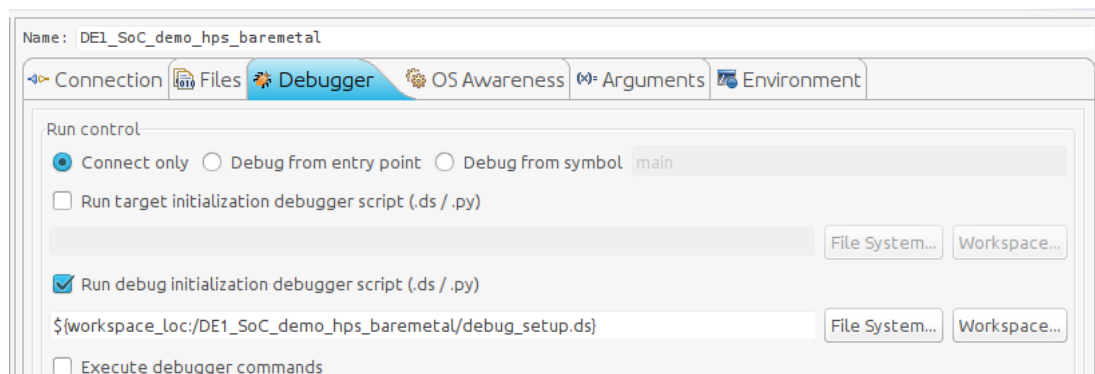 Name: DE1_SoC_demo_hps_baremetal
Connection Files Debugger OS Awareness (x)= Arguments Environment
Run control
Connect only Debug from entry point Debug from symbol main
Run target initialization debugger script (.ds / .py)
File System... Workspace...
Run debug initialization debugger script (.ds / .py)
${workspace_loc:/DE1_SoC_demo_hps_baremetal/debug_setup.ds} File System... Workspace...
Execute debugger commands